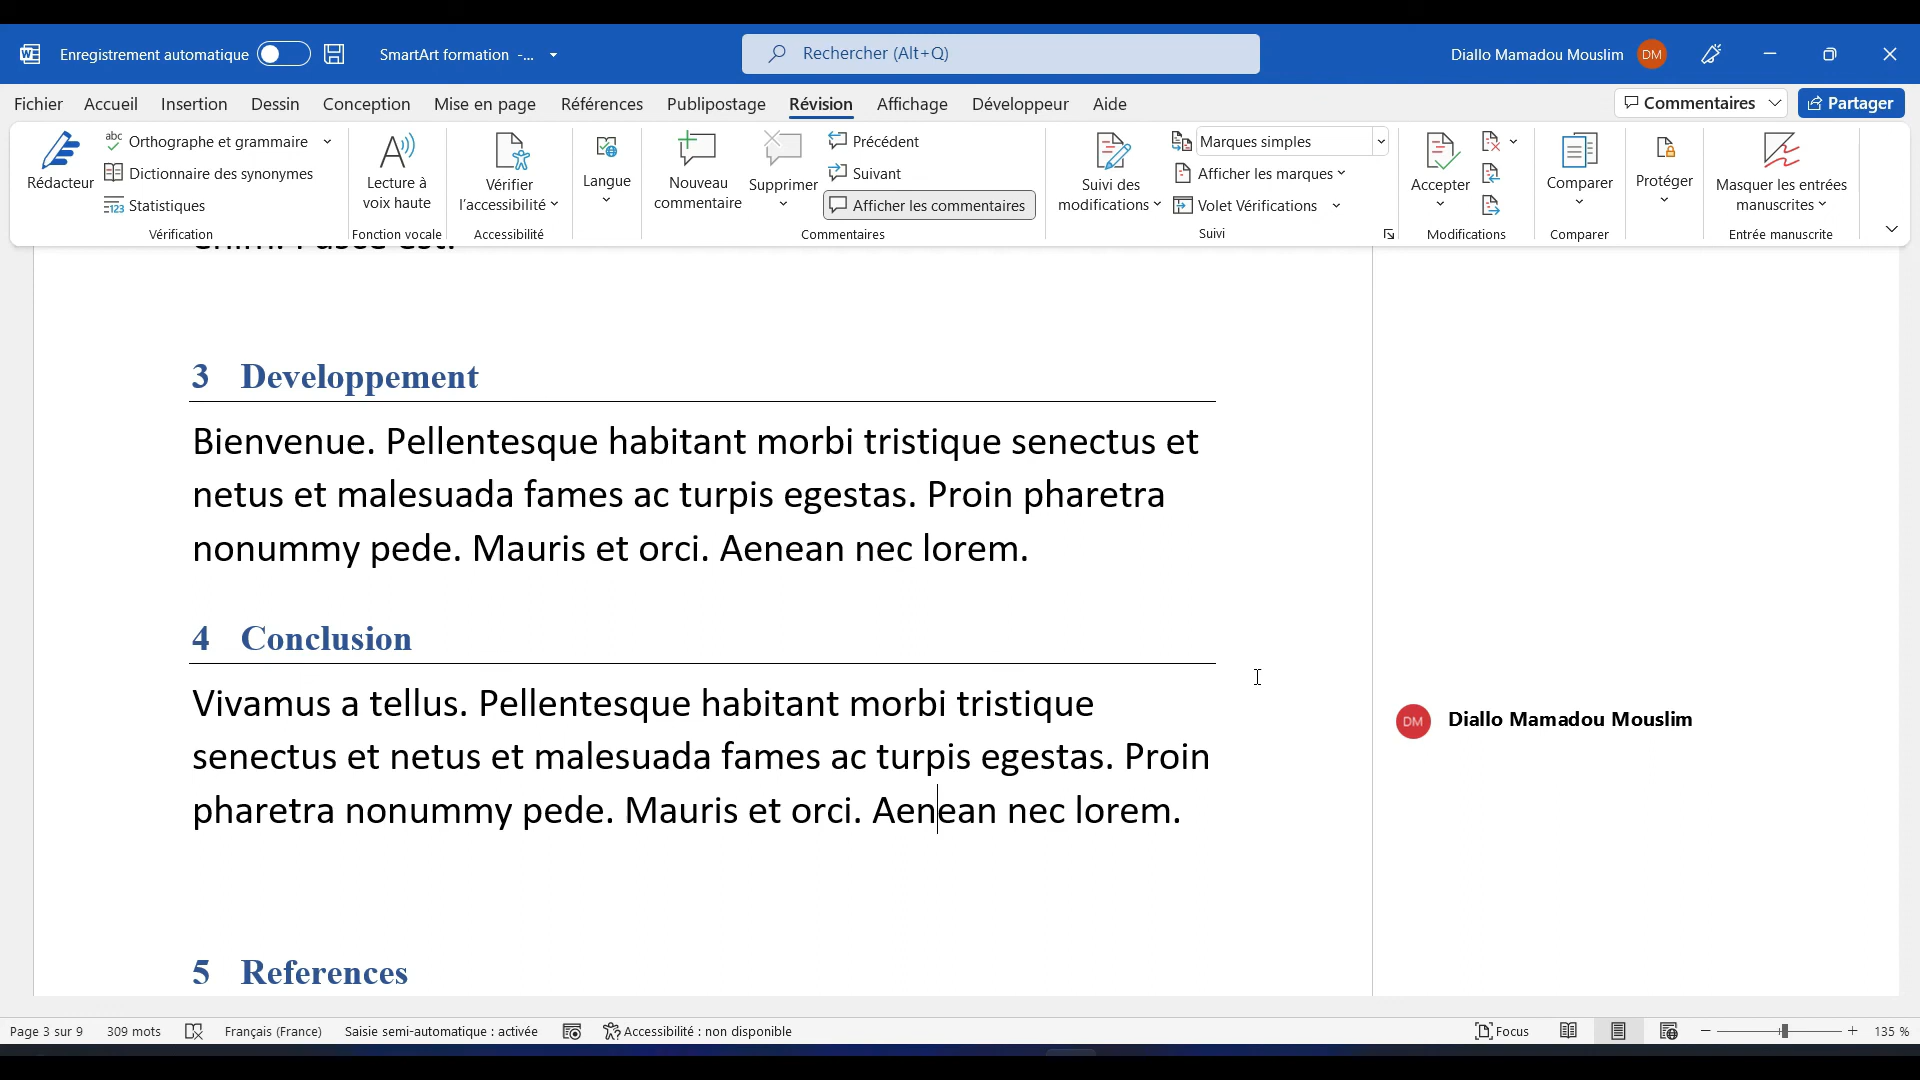 Enregistrement automatique
SmartArt formation -...
Rechercher (Alt+Q)
Diallo Mamadou Mouslim DM
Fichier Accueil Insertion Dessin Conception Mise en page Références Publipostage Révision Affichage Développeur Aide
Commentaires Partager
Rédacteur
abc Orthographe et grammaire
Dictionnaire des synonymes
123 Statistiques
Vérification
Lecture à
voix haute
Fonction vocale
Vérifier
l'accessibilité
Accessibilité
Langue
Nouveau
commentaire
Supprimer
Précédent
Suivant
Afficher les commentaires
Commentaires
Suivi des
modifications
Marques simples
Afficher les marques
Volet Vérifications
Suivi
Accepter
Modifications
Comparer
Comparer
Protéger
Masquer les entrées
manuscrites
Entrée manuscrite
3 Developpement
Bienvenue. Pellentesque habitant morbi tristique senectus et
netus et malesuada fames ac turpis egestas. Proin pharetra
nonummy pede. Mauris et orci. Aenean nec lorem.
4 Conclusion
Vivamus a tellus. Pellentesque habitant morbi tristique
senectus et netus et malesuada fames ac turpis egestas. Proin
pharetra nonummy pede. Mauris et orci. Aenean nec lorem.
DM Diallo Mamadou Mouslim
5 References
Page 3 sur 9 309 mots Français (France) Saisie semi-automatique : activée Accessibilité : non disponible Focus 135 %